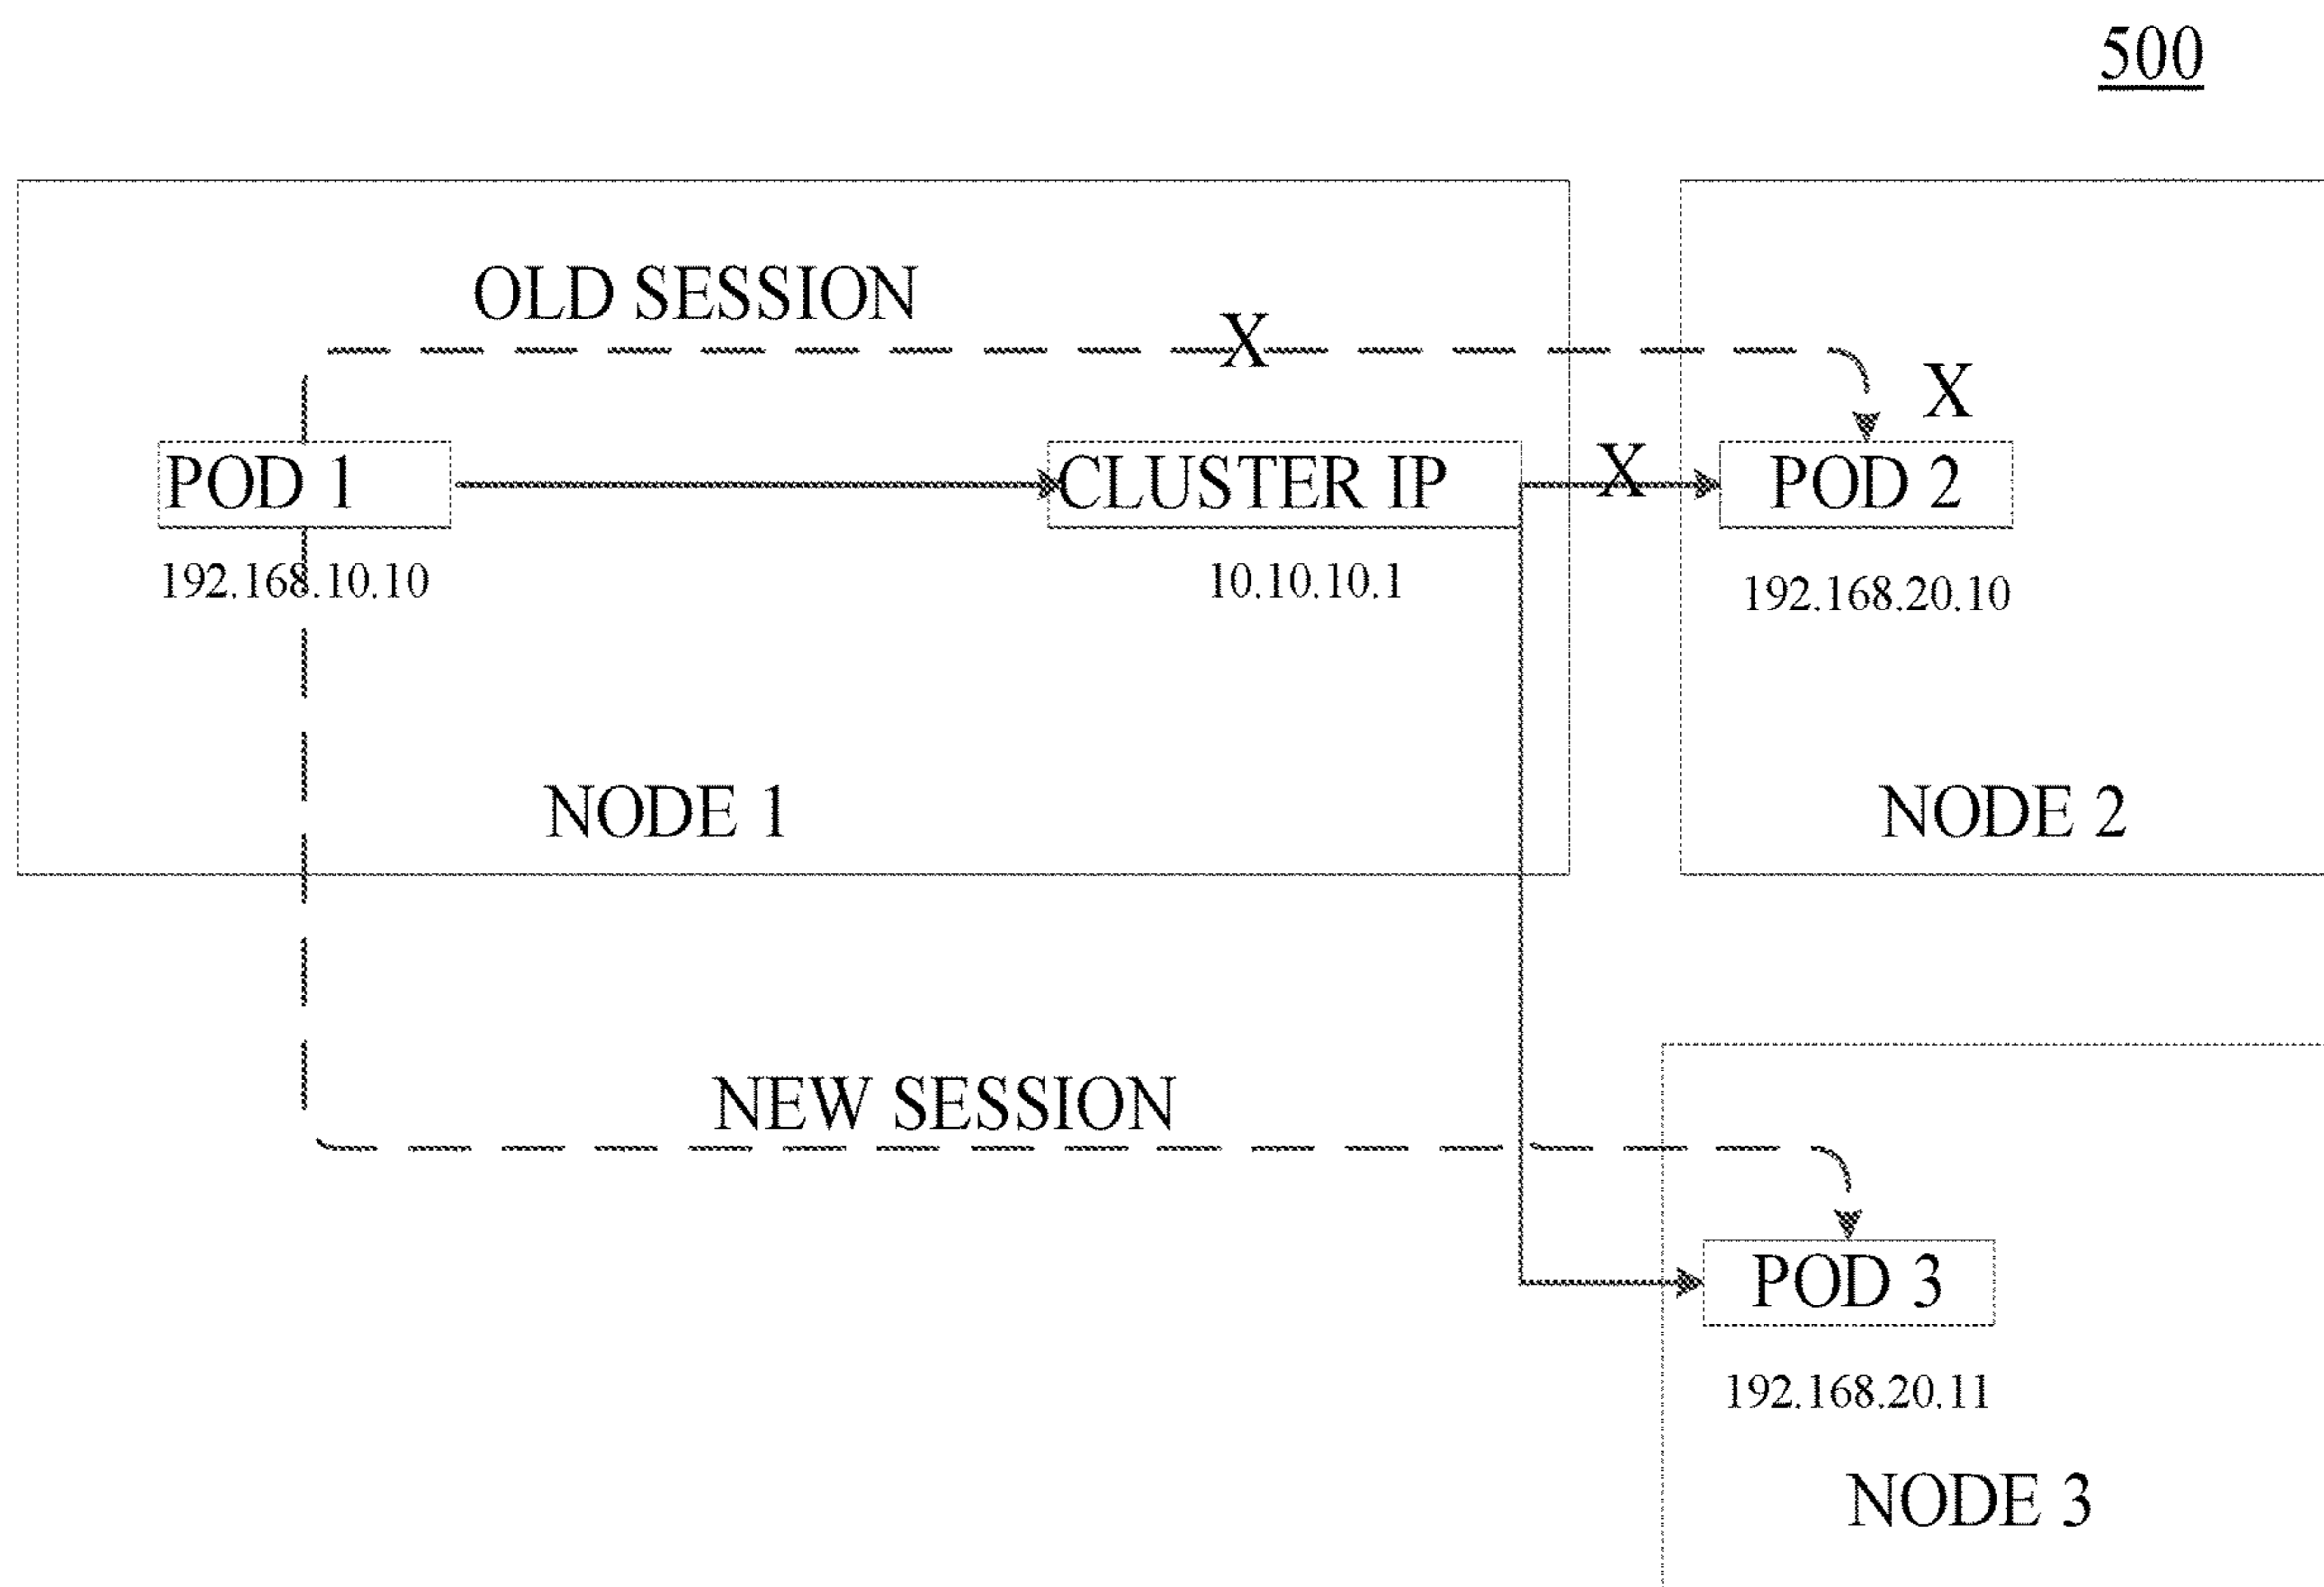 500
OLD SESSION
X
X
POD 1
CLUSTER IP
X
POD 2
192.168.10.10
10.10.10.1
192.168.20.10
NODE 1
NODE 2
NEW SESSION
POD 3
192.168.20.11
NODE 3